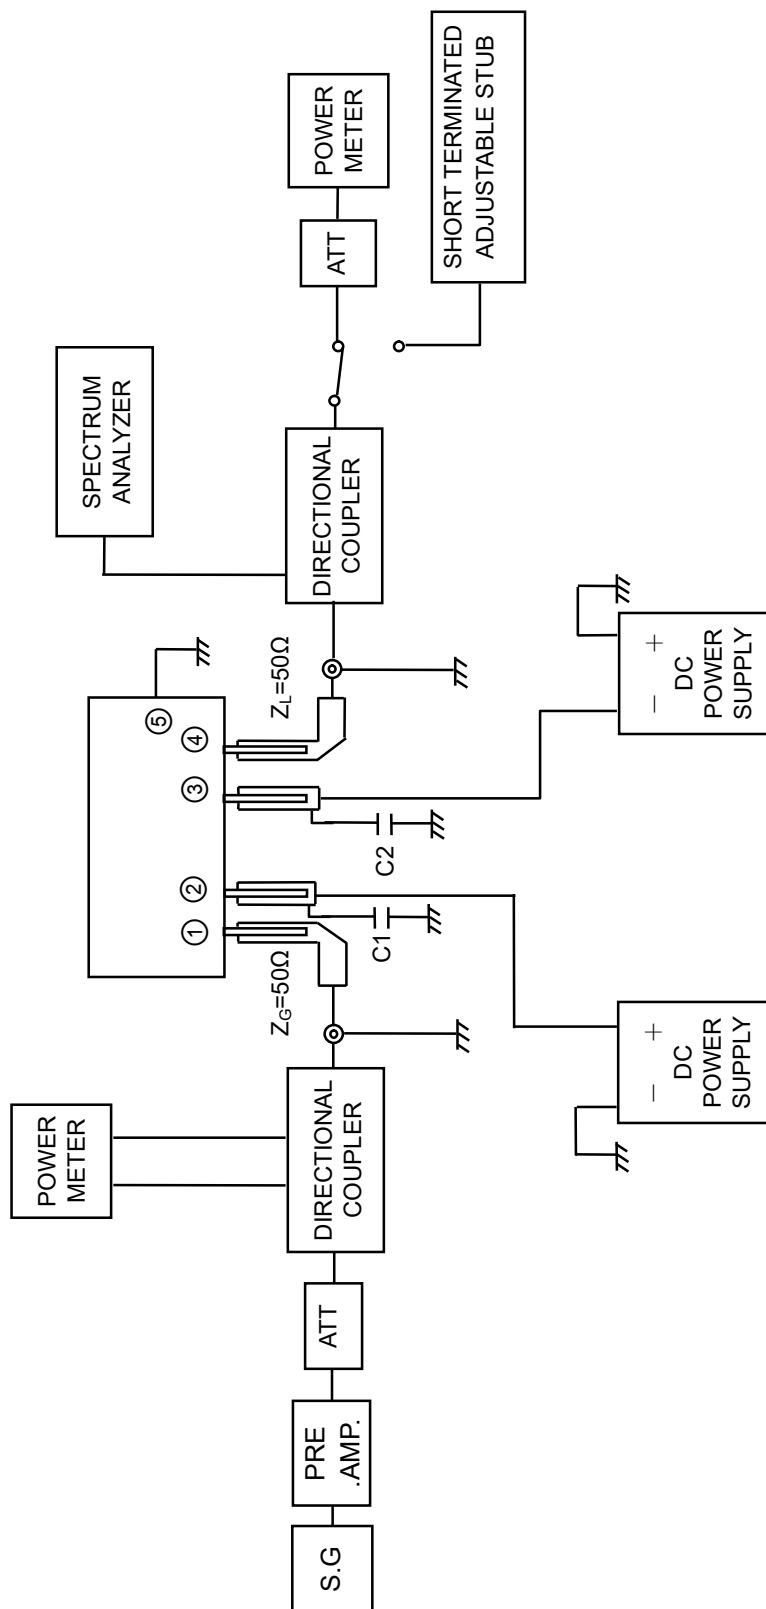 POWER
METER
SPECTRUM
ANALYZER
①
②
③
④
⑤
S.G
PRE
.AMP.
ATT
DIRECTIONAL
COUPLER
Z_G=50Ω
Z_L=50Ω
DIRECTIONAL
COUPLER
ATT
POWER
METER
C1
C2
SHORT TERMINATED
ADJUSTABLE STUB
− +
DC
POWER
SUPPLY
− +
DC
POWER
SUPPLY